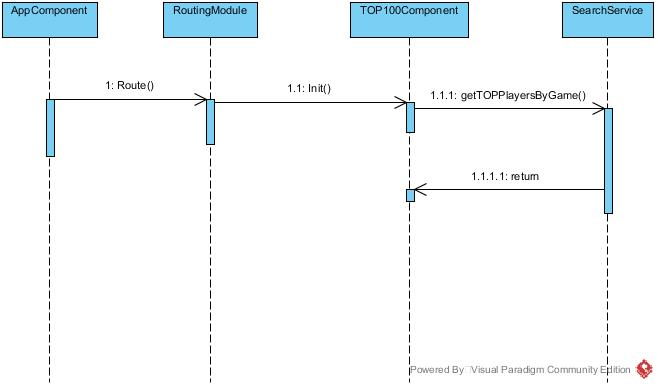 AppComponent
RoutingModule
TOP100Component
SearchService
1: Route()
1.1: Init()
1.1.1: getTOPPlayersByGame()
1.1.1.1: return
Powered By Visual Paradigm Community Edition